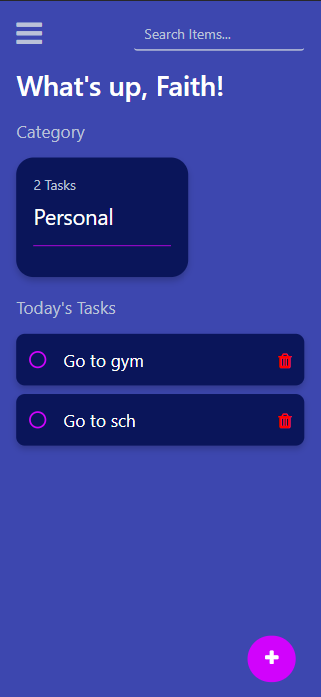 Search Items...
What's up, Faith!
Category
2 Tasks
Personal
Today's Tasks
Go to gym
Go to sch
+